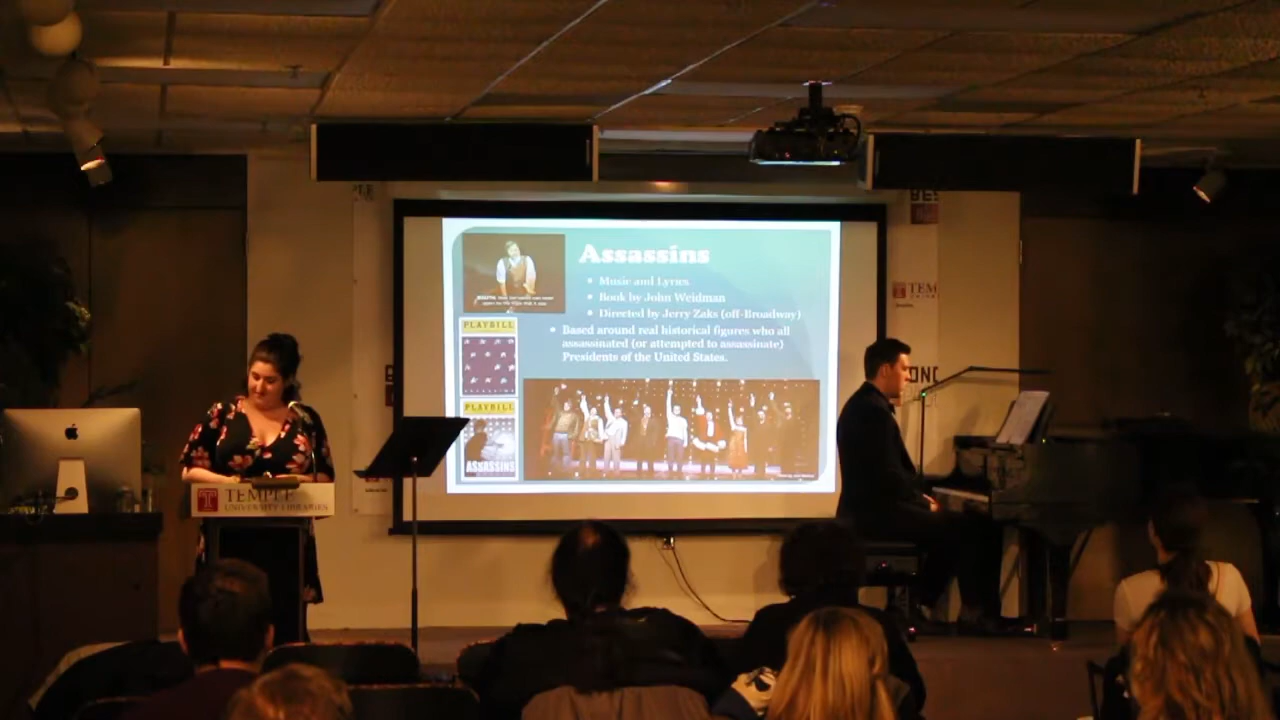 Assassins
Music and Lyrics
Book by John Weidman
Directed by Jerry Zaks (off-Broadway)
Based around real historical figures who all
assassinated (or attempted to assassinate)
Presidents of the United States.
PLAYBILL
PLAYBILL
ASSASSINS
TEM
TEMPLE
UNIVERSITY LIBRARIES